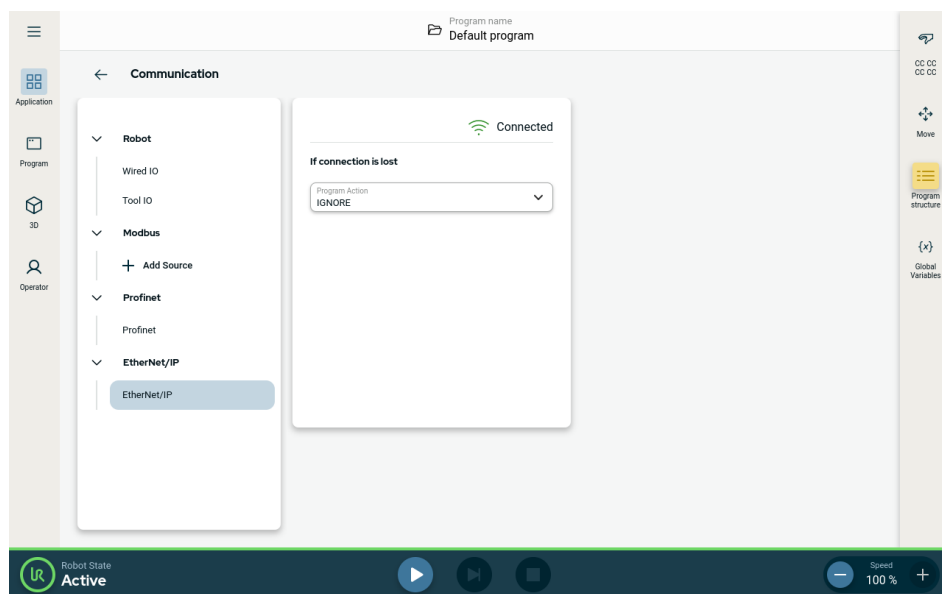 Program name
Default program
Application
Program
3D
Operator
Communication
Robot
Wired IO
Tool IO
Modbus
Add Source
Profinet
Profinet
EtherNet/IP
EtherNet/IP
Connected
If connection is lost
Program Action
IGNORE
CC CC
CC CC
Move
Program
structure
{x}
Global
Variables
UR
Robot State
Active
Speed
100 %